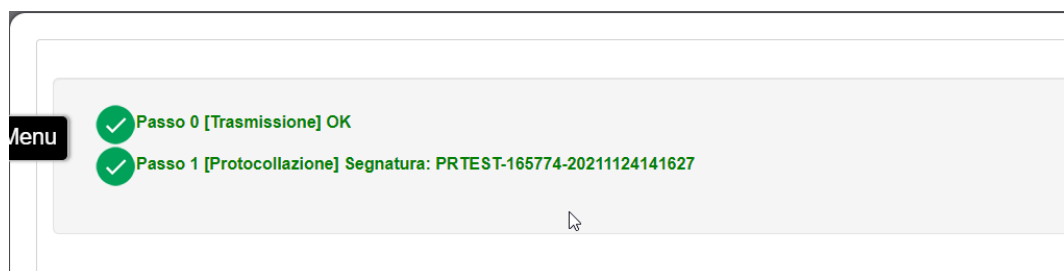 Passo 0 [Trasmissione] OK
Menu
Passo 1 [Protocollazione] Segnatura: PRTEST-165774-20211124141627